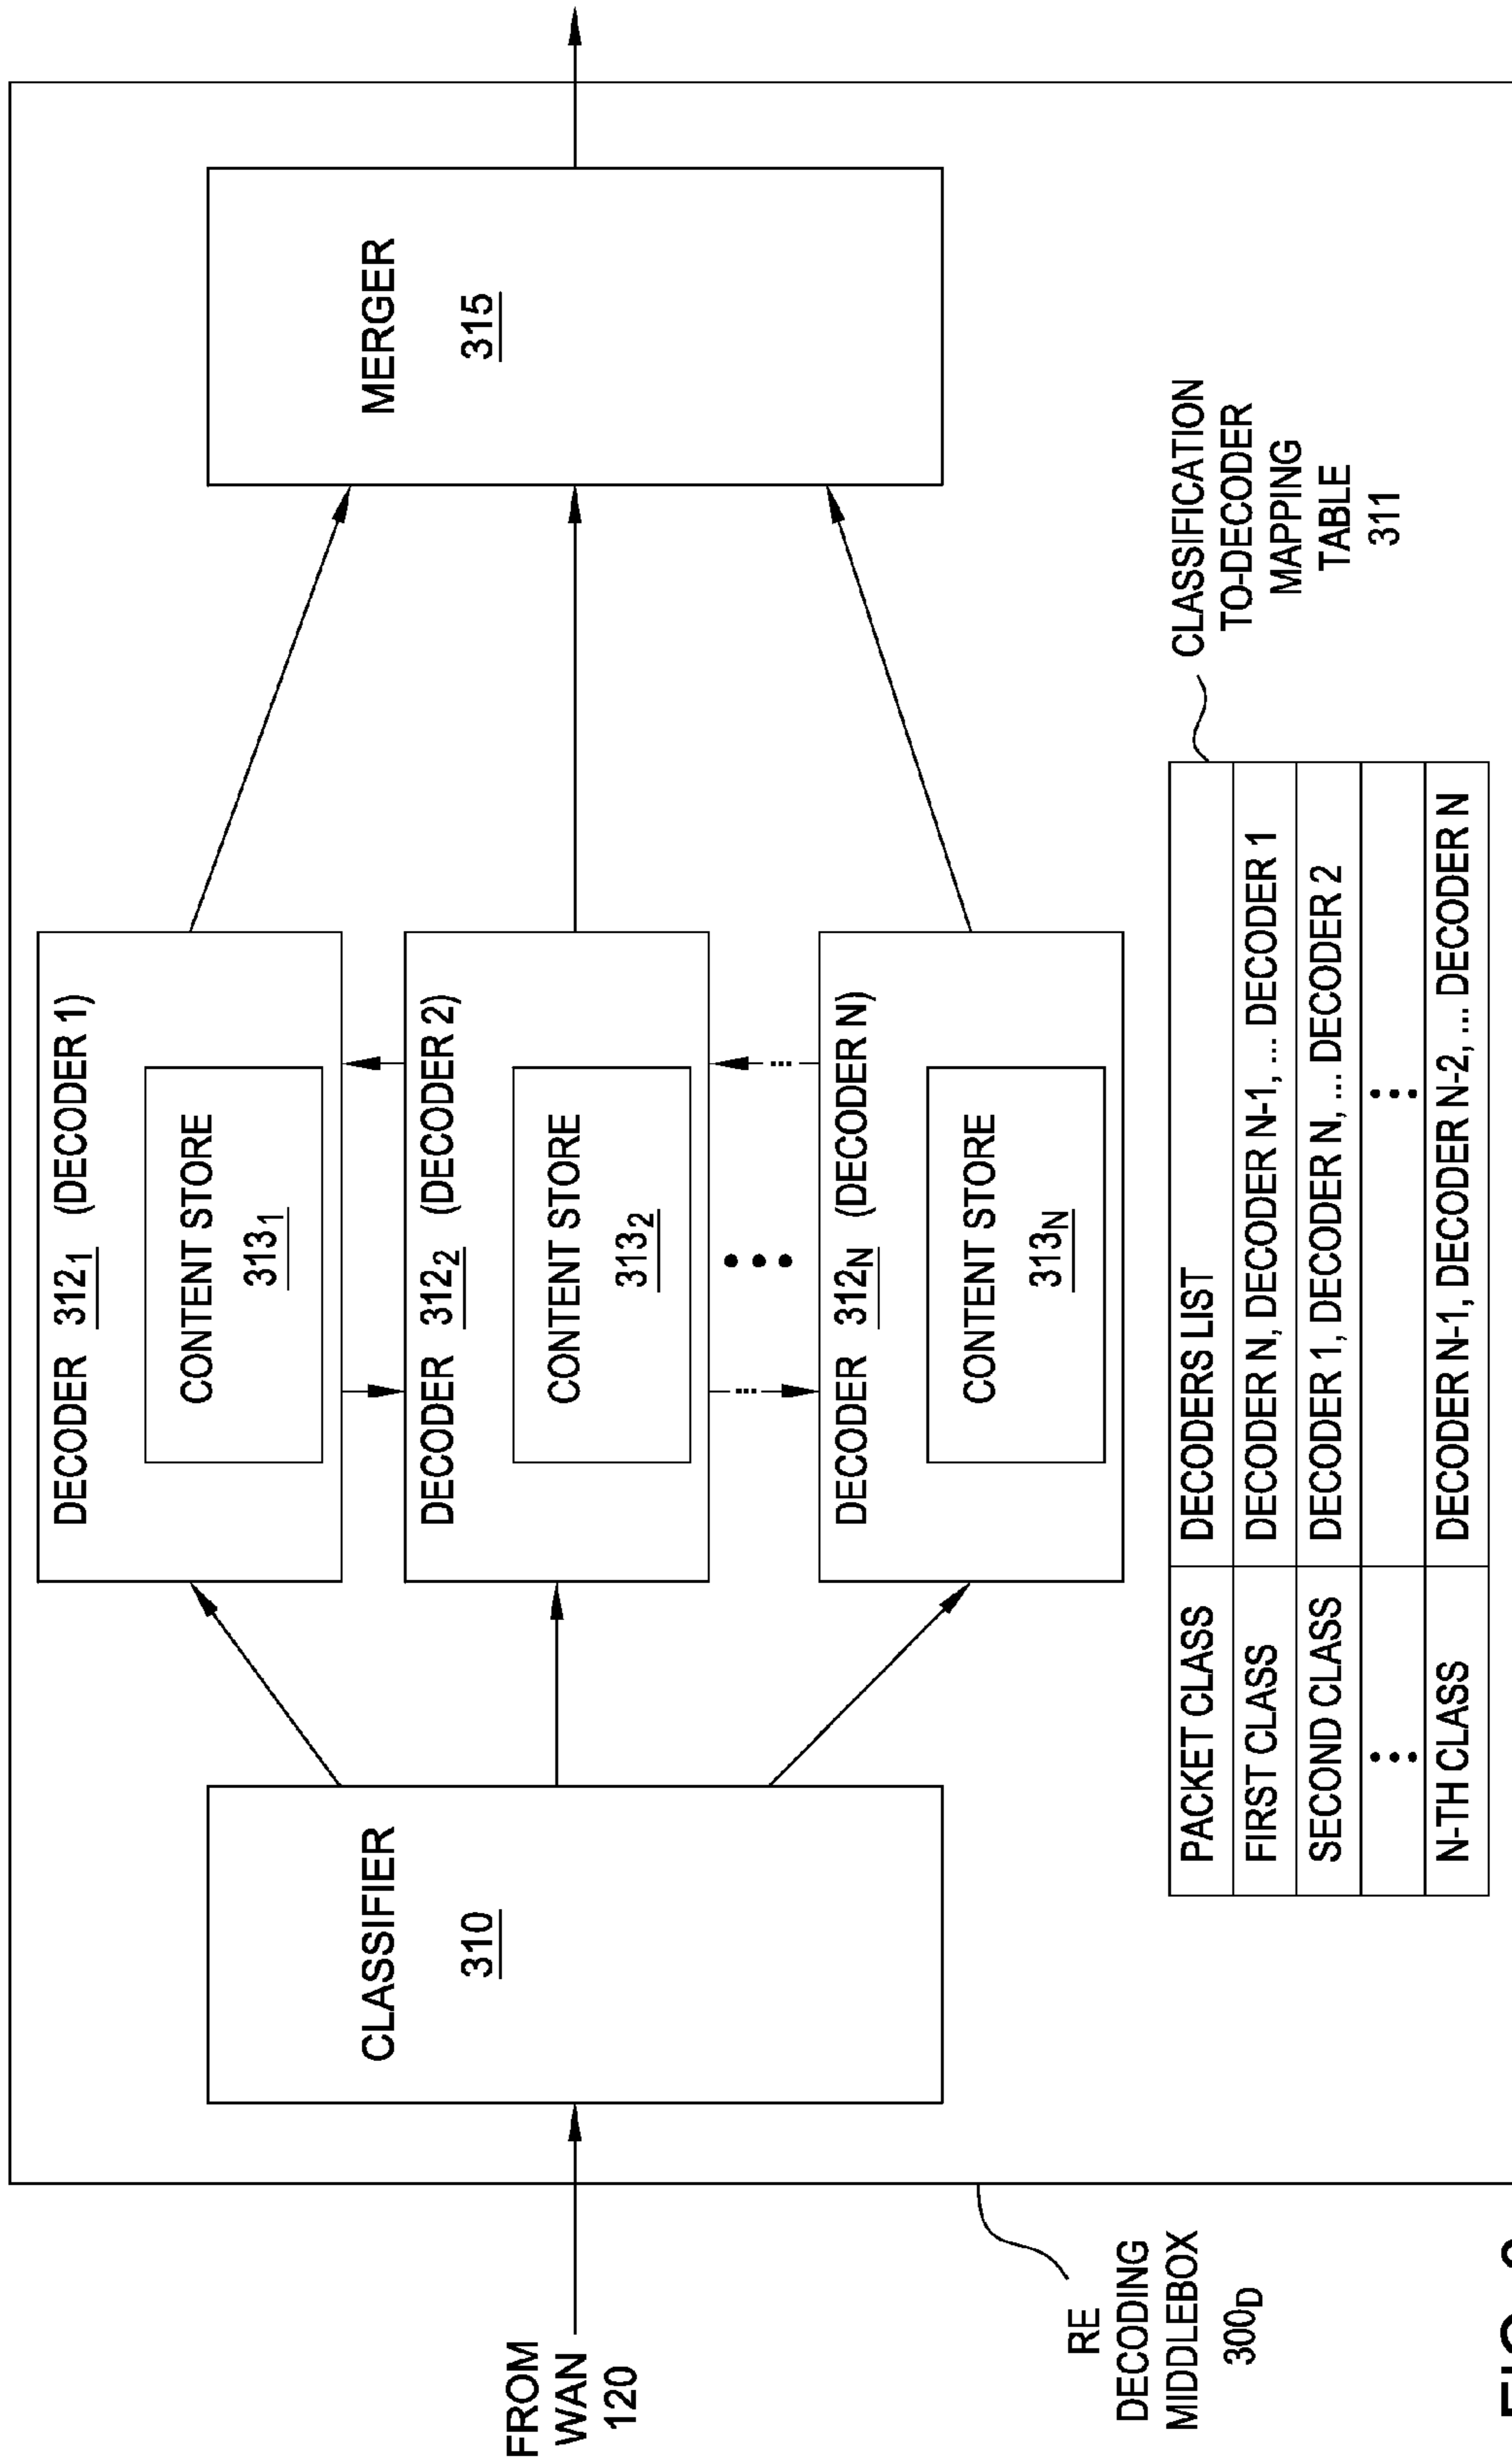 FROM
WAN
120
RE
DECODING
MIDDLEBOX
300D
CLASSIFIER
310
DECODER 312₁ (DECODER 1)
CONTENT STORE
313₁
DECODER 312₂ (DECODER 2)
CONTENT STORE
313₂
•••
...
...
DECODER 312N (DECODER N)
CONTENT STORE
313N
MERGER
315
CLASSIFICATION
TO-DECODER
MAPPING
TABLE
311
PACKET CLASS DECODERS LIST
FIRST CLASS DECODER N, DECODER N-1, ... DECODER 1
SECOND CLASS DECODER 1, DECODER N, ... DECODER 2
••• •••
N-TH CLASS DECODER N-1, DECODER N-2, ... DECODER N
FIG.